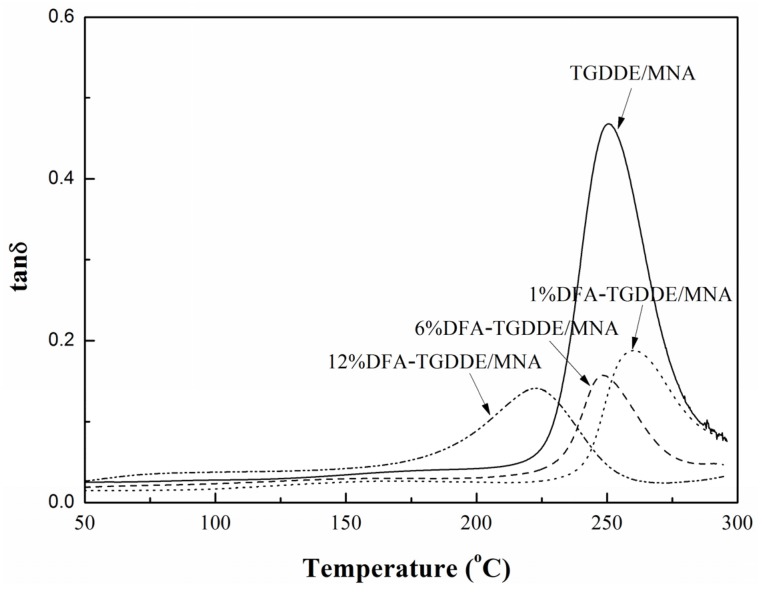 0.6
TGDDE/MNA
0.4
tanδ
1%DFA-TGDDE/MNA
6%DFA-TGDDE/MNA
0.2
12%DFA-TGDDE/MNA
0.0
50 100 150 200 250 300
Temperature (°C)